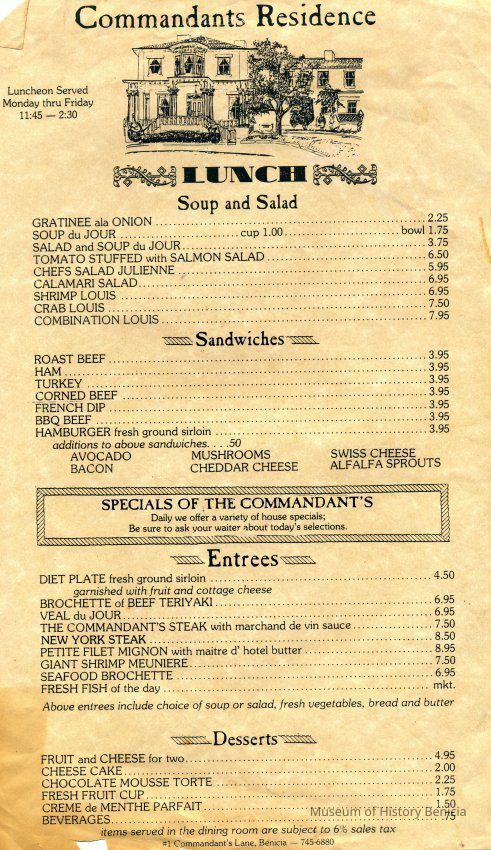 Commandants Residence
Luncheon Served
Monday thru Friday
11:45 — 2:30
LUNCH
Soup and Salad
GRATINEE ala ONION 2.25
SOUP du JOUR cup 1.00 bowl 1.75
SALAD and SOUP du JOUR 3.75
TOMATO STUFFED with SALMON SALAD 6.50
CHEFS SALAD JULIENNE 5.95
CALAMARI SALAD 6.95
SHRIMP LOUIS 6.95
CRAB LOUIS 7.50
COMBINATION LOUIS 7.95
Sandwiches
ROAST BEEF 3.95
HAM 3.95
TURKEY 3.95
CORNED BEEF 3.95
FRENCH DIP 3.95
BBQ BEEF 3.95
HAMBURGER fresh ground sirloin 3.95
additions to above sandwiches. . . .50
AVOCADO MUSHROOMS SWISS CHEESE
BACON CHEDDAR CHEESE ALFALFA SPROUTS
SPECIALS OF THE COMMANDANT'S
Daily we offer a variety of house specials;
Be sure to ask your waiter about today's selections.
Entrees
DIET PLATE fresh ground sirloin 4.50
garnished with fruit and cottage cheese
BROCHETTE of BEEF TERIYAKI 6.95
VEAL du JOUR 6.95
THE COMMANDANT'S STEAK with marchand de vin sauce 7.50
NEW YORK STEAK 8.50
PETITE FILET MIGNON with maitre d' hotel butter 8.95
GIANT SHRIMP MEUNIERE 7.50
SEAFOOD BROCHETTE 6.95
FRESH FISH of the day mkt.
Above entrees include choice of soup or salad, fresh vegetables, bread and butter
Desserts
FRUIT and CHEESE for two 4.95
CHEESE CAKE 2.00
CHOCOLATE MOUSSE TORTE 2.25
FRESH FRUIT CUP 1.75
CREME de MENTHE PARFAIT 1.50
Museum of History Benicia
BEVERAGES .75
items served in the dining room are subject to 6% sales tax
#1 Commandant's Lane, Benicia — 745-6880